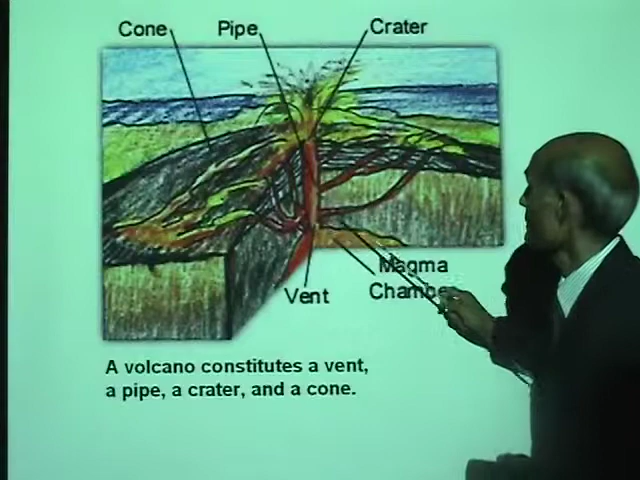 Cone
Pipe
Crater
Magma
Chamber
Vent
A volcano constitutes a vent,
a pipe, a crater, and a cone.